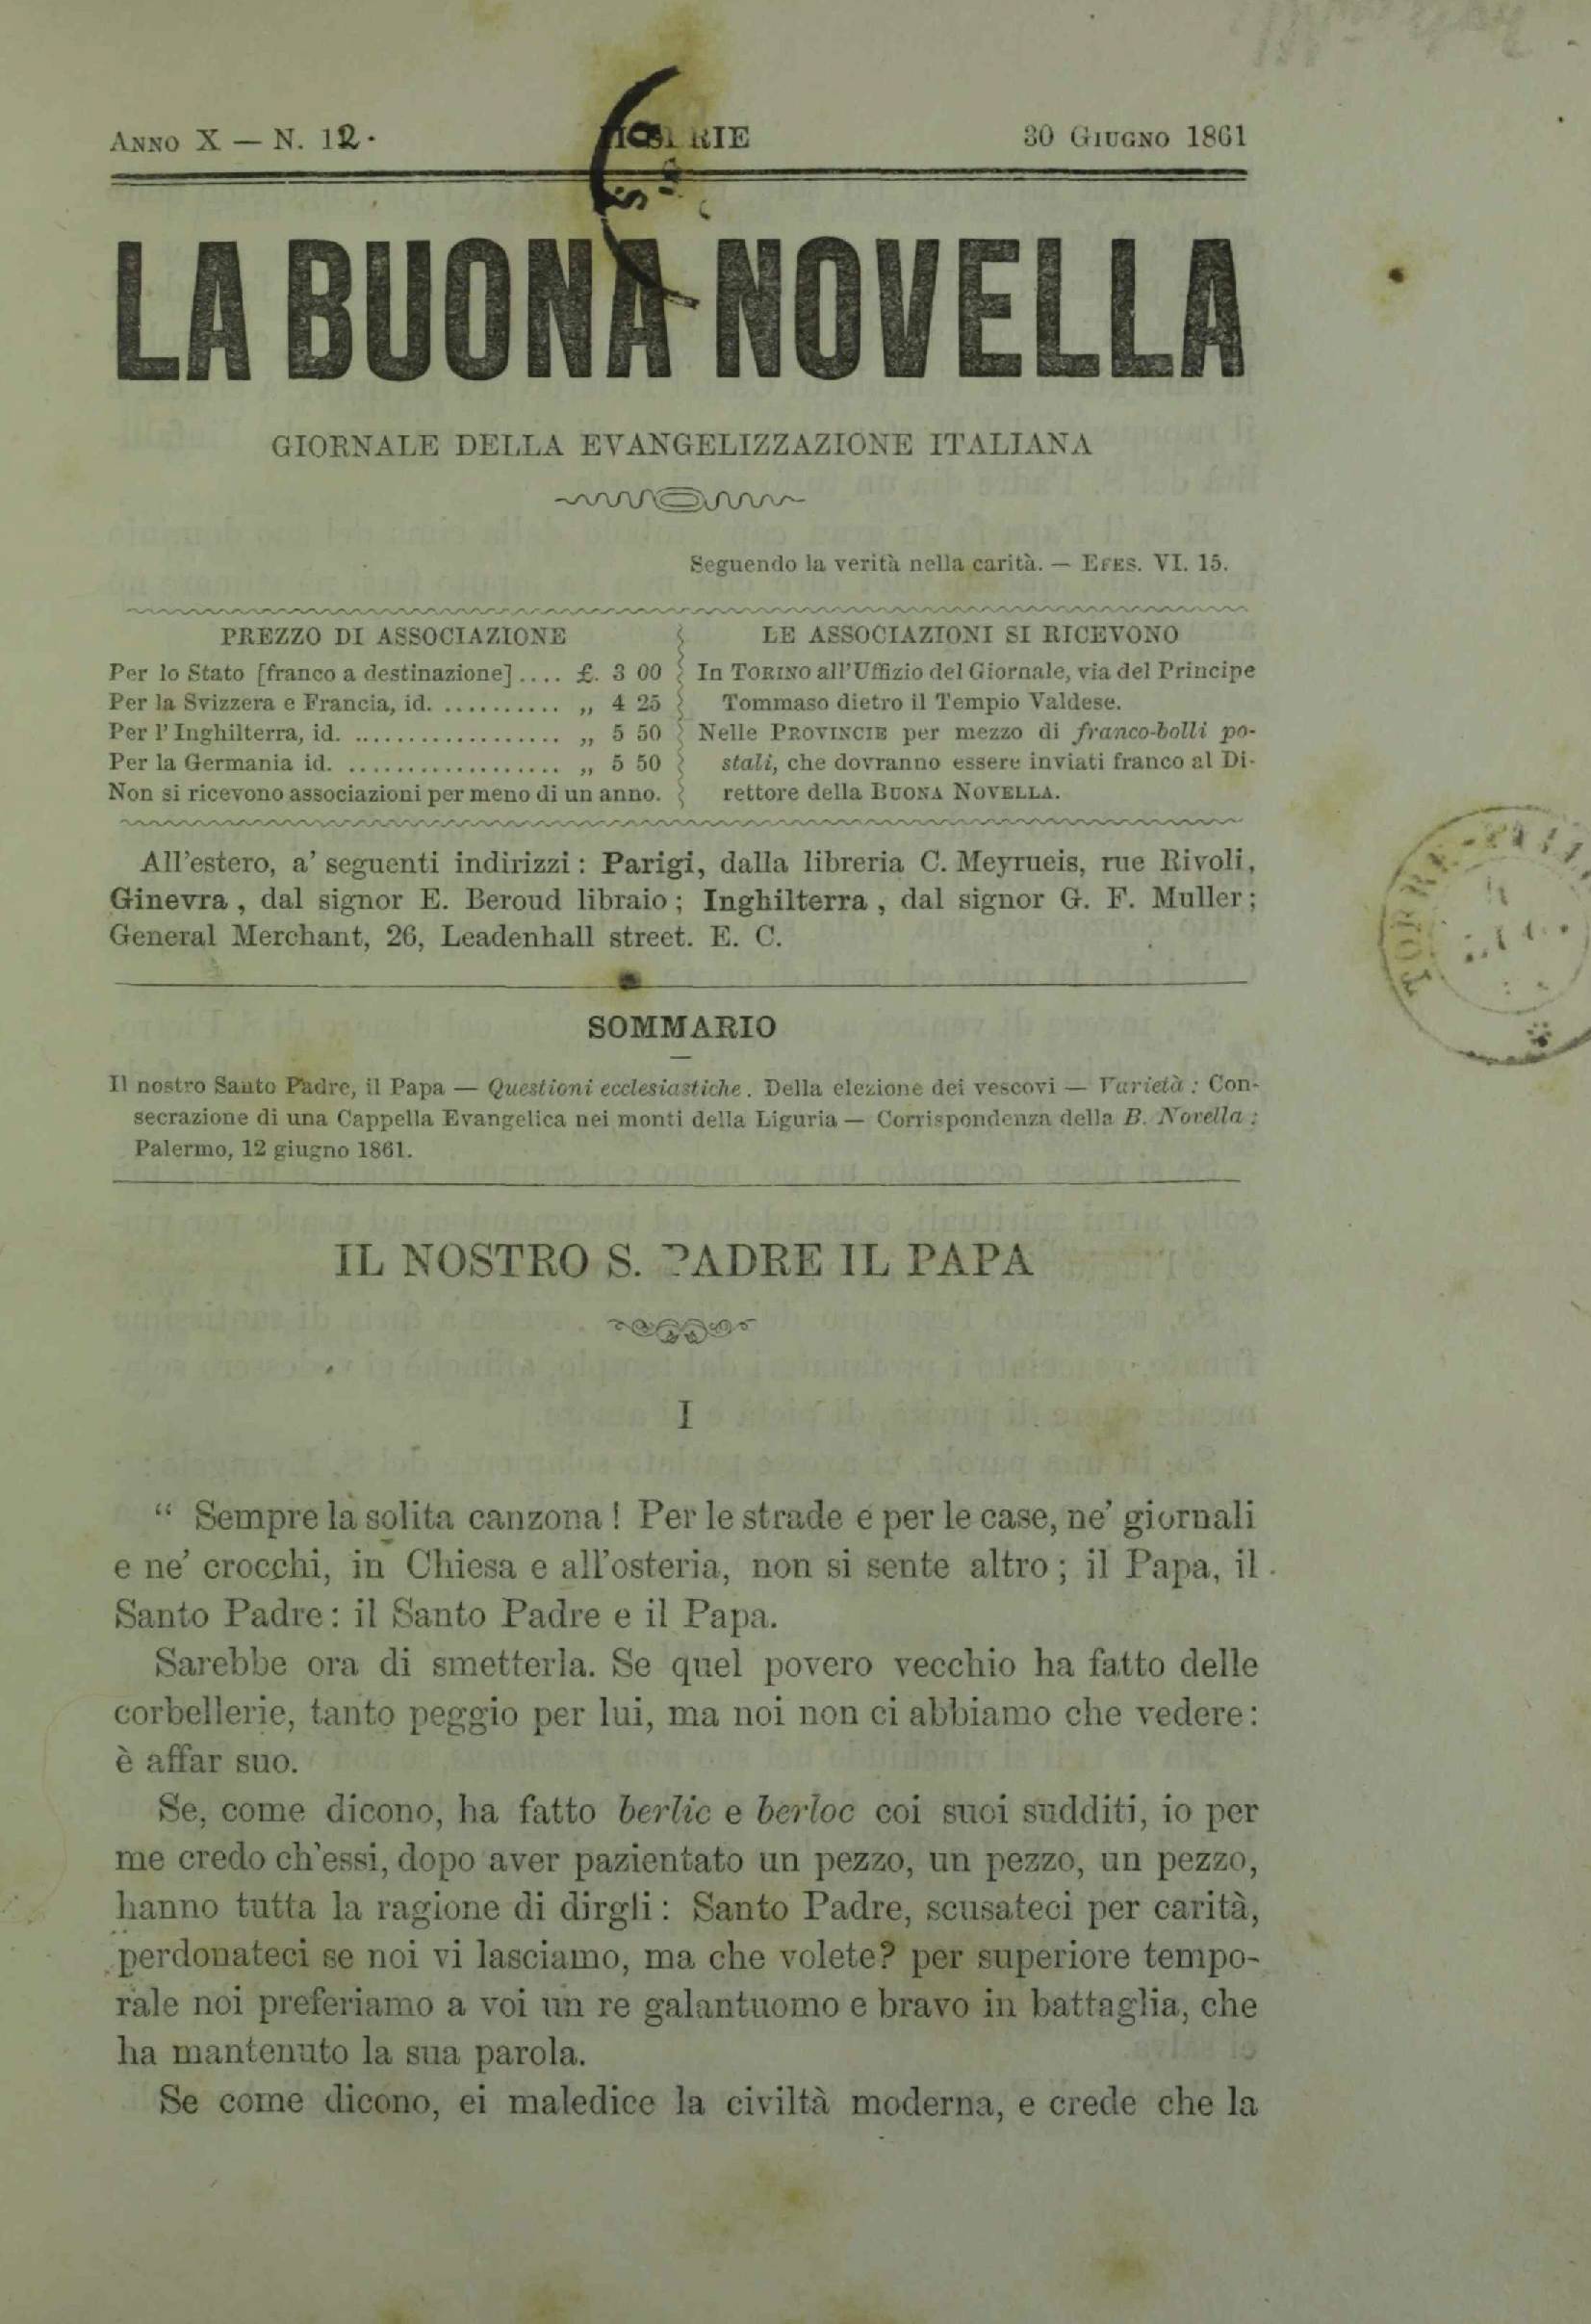 Anno X — N. 12.
30 Giugno 1861
LA BUONA NOVELLA
GIORNALE DELLA EVANGELIZZAZIONE ITALIANA
Seguendo la verità nella carità. — Efes. VI. 15.
PREZZO DI ASSOCIAZIONE
Per lo Stato [franco a destinazione].... £. 3 00
Per la Svizzera e Francia, id. ........... „ 4 25
Per l'Inghilterra, id. ................... „ 5 50
Per la Germania id. ................... „ 5 50
Non si ricevono associazioni per meno di un anno.
LE ASSOCIAZIONI SI RICEVONO
In Torino all'Uffizio del Giornale, via del Principe
Tommaso dietro il Tempio Valdese.
Nelle Provincie per mezzo di franco-bolli po-
stali, che dovranno essere inviati franco al Di-
rettore della Buona Novella.
All'estero, a' seguenti indirizzi: Parigi, dalla libreria C. Meyrueis, rue Rivoli,
Ginevra, dal signor E. Beroud libraio; Inghilterra, dal signor G. F. Muller;
General Merchant, 26, Leadenhall street. E. C.
SOMMARIO
Il nostro Santo Padre, il Papa — Questioni ecclesiastiche. Della elezione dei vescovi — Varietà: Con-
secrazione di una Cappella Evangelica nei monti della Liguria — Corrispondenza della B. Novella:
Palermo, 12 giugno 1861.
IL NOSTRO S. PADRE IL PAPA
I
“ Sempre la solita canzona! Per le strade e per le case, ne' giornali
e ne' crocchi, in Chiesa e all'osteria, non si sente altro; il Papa, il
Santo Padre: il Santo Padre e il Papa.
Sarebbe ora di smetterla. Se quel povero vecchio ha fatto delle
corbellerie, tanto peggio per lui, ma noi non ci abbiamo che vedere:
è affar suo.
Se, come dicono, ha fatto berlic e berloc coi suoi sudditi, io per
me credo ch'essi, dopo aver pazientato un pezzo, un pezzo, un pezzo,
hanno tutta la ragione di dirgli: Santo Padre, scusateci per carità,
perdonateci se noi vi lasciamo, ma che volete? per superiore tempo-
rale noi preferiamo a voi un re galantuomo e bravo in battaglia, che
ha mantenuto la sua parola.
Se come dicono, ei maledice la civiltà moderna, e crede che la